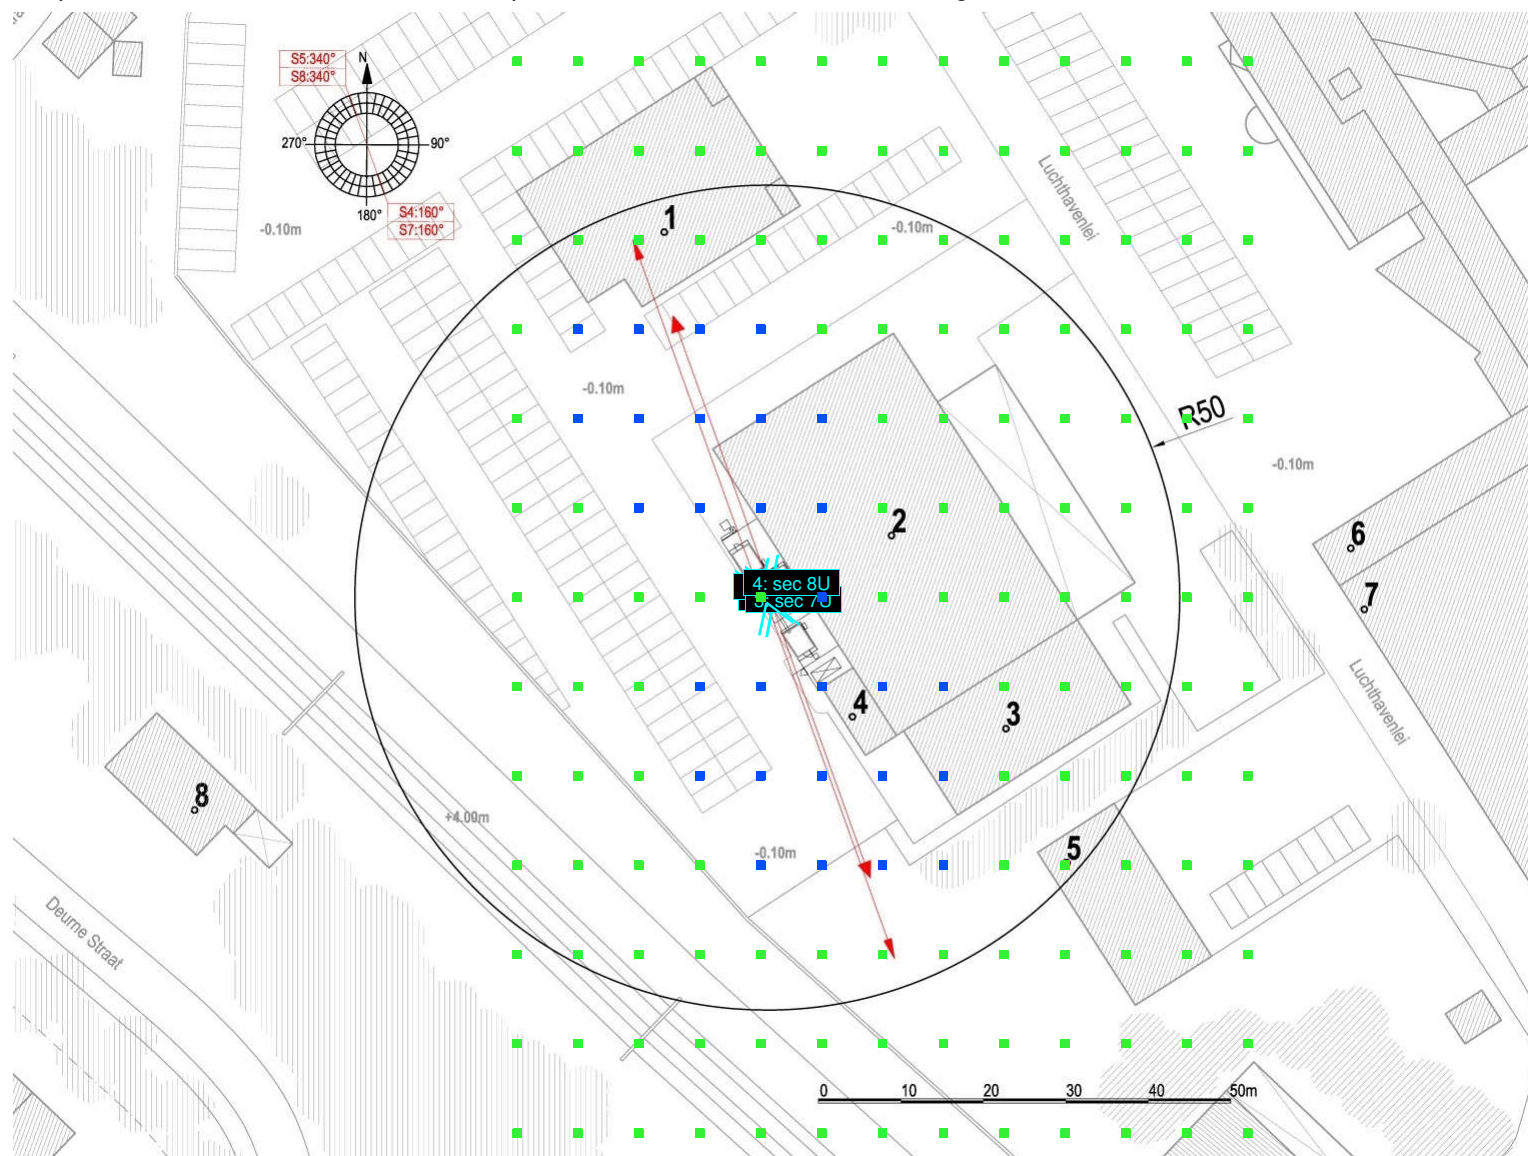 S5:340°
S8:340°
N
270°
90°
180°
S4:160°
S7:160°
-0.10m
1
-0.10m
Luchthavenlei
-0.10m
R50
-0.10m
2
6
7
4: sec 8U
sec 7U
4
3
Luchthavenlei
8
+4.00m
-0.10m
5
Deurne Straat
0 10 20 30 40 50m